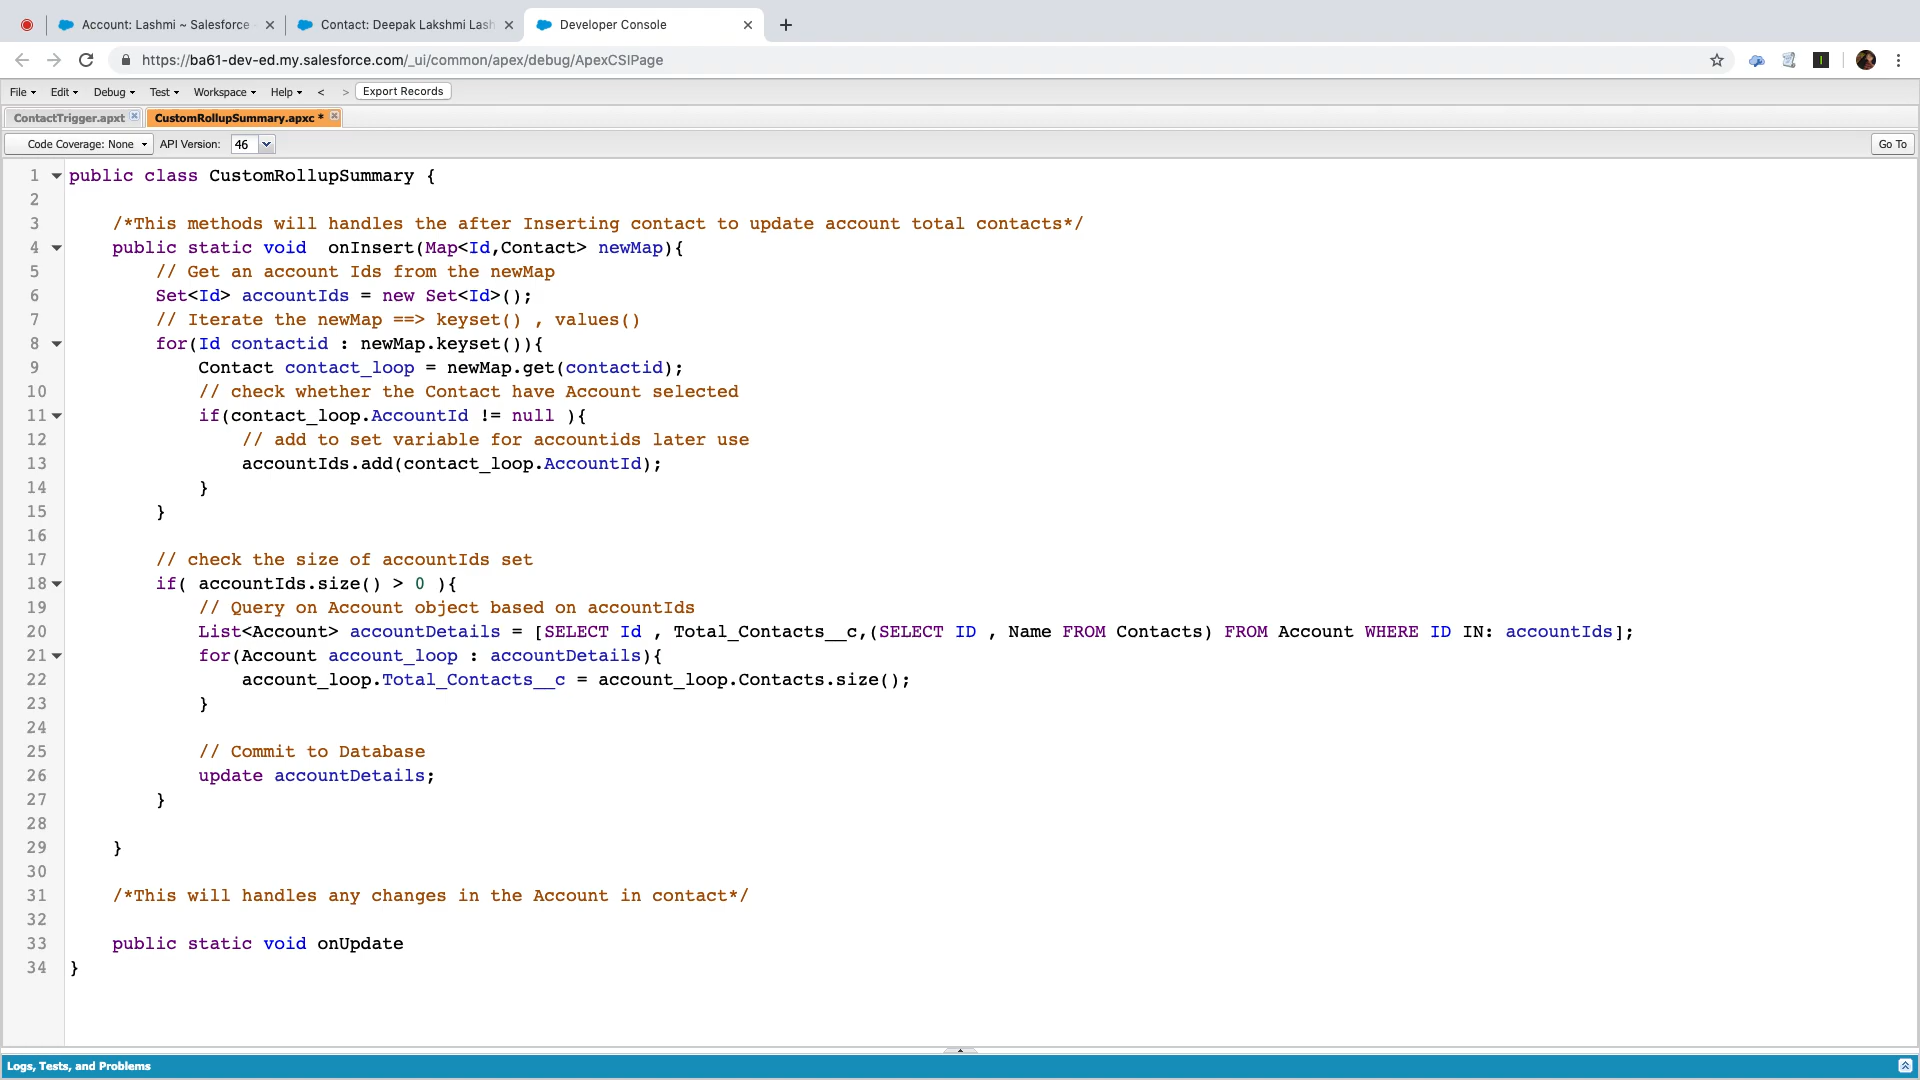 Account: Lashmi ~ Salesforce
Contact: Deepak Lakshmi Lash
Developer Console
https://ba61-dev-ed.my.salesforce.com/_ui/common/apex/debug/ApexCSIPage
File Edit Debug Test Workspace Help < > Export Records
ContactTrigger.apxt
CustomRollupSummary.apxc *
Code Coverage: None API Version: 46 Go To
1 public class CustomRollupSummary {
2
3 /*This methods will handles the after Inserting contact to update account total contacts*/
4 public static void  onInsert(Map<Id,Contact> newMap){
5 // Get an account Ids from the newMap
6 Set<Id> accountIds = new Set<Id>();
7 // Iterate the newMap ==> keyset() , values()
8 for(Id contactid : newMap.keyset()){
9 Contact contact_loop = newMap.get(contactid);
10 // check whether the Contact have Account selected
11 if(contact_loop.AccountId != null ){
12 // add to set variable for accountids later use
13 accountIds.add(contact_loop.AccountId);
14 }
15 }
16
17 // check the size of accountIds set
18 if( accountIds.size() > 0 ){
19 // Query on Account object based on accountIds
20 List<Account> accountDetails = [SELECT Id , Total_Contacts__c,(SELECT ID , Name FROM Contacts) FROM Account WHERE ID IN: accountIds];
21 for(Account account_loop : accountDetails){
22 account_loop.Total_Contacts__c = account_loop.Contacts.size();
23 }
24
25 // Commit to Database
26 update accountDetails;
27 }
28
29 }
30
31 /*This will handles any changes in the Account in contact*/
32
33 public static void onUpdate
34 }
Logs, Tests, and Problems